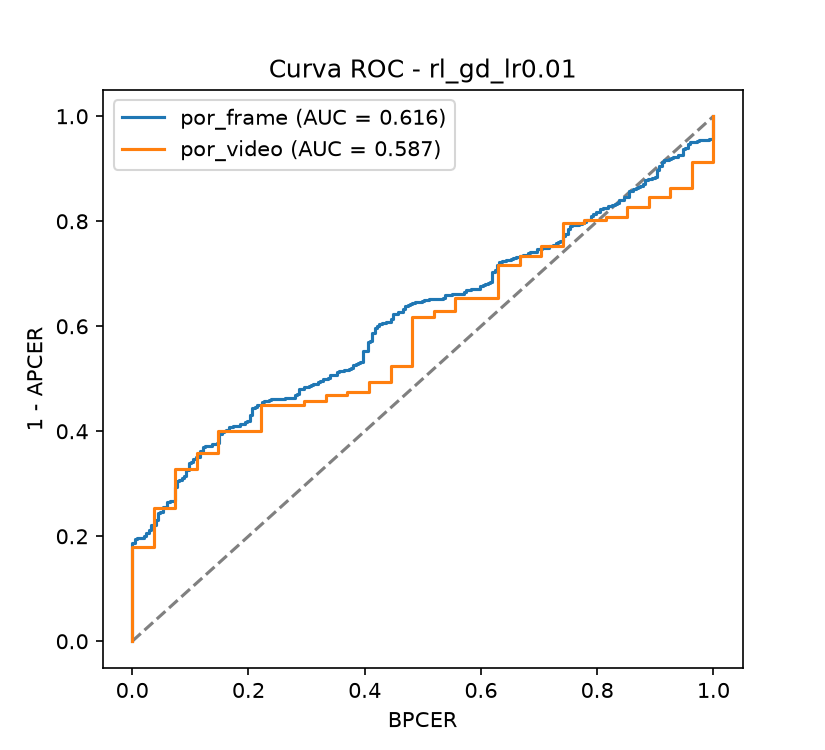 Curva ROC - rl_gd_lr0.01
por_frame (AUC = 0.616)
por_video (AUC = 0.587)
1.0
0.8
0.6
0.4
0.2
0.0
1 - APCER
0.0 0.2 0.4 0.6 0.8 1.0
BPCER